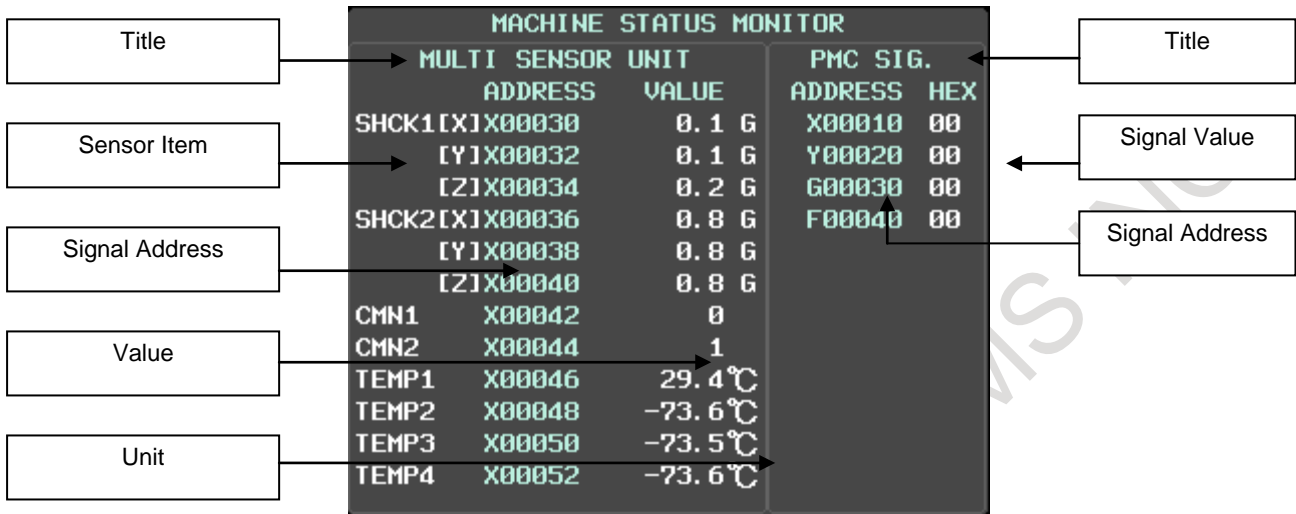 MACHINE STATUS MONITOR
MULTI SENSOR UNIT
ADDRESS VALUE
SHCK1[X]X00030 0.1 G
[Y]X00032 0.1 G
[Z]X00034 0.2 G
SHCK2[X]X00036 0.8 G
[Y]X00038 0.8 G
[Z]X00040 0.8 G
CMN1 X00042 0
CMN2 X00044 1
TEMP1 X00046 29.4℃
TEMP2 X00048 -73.6℃
TEMP3 X00050 -73.5℃
TEMP4 X00052 -73.6℃
PMC SIG.
ADDRESS HEX
X00010 00
Y00020 00
G00030 00
F00040 00
Title
Sensor Item
Signal Address
Value
Unit
Title
Signal Value
Signal Address